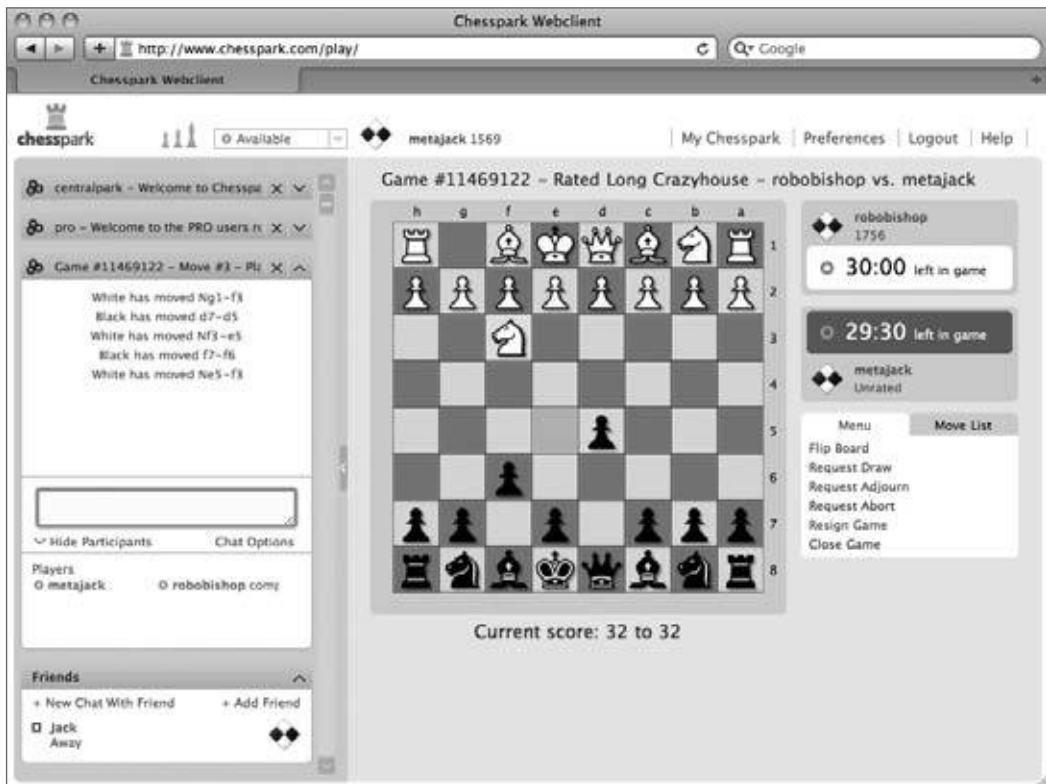 Chesspark Webclient
http://www.chesspark.com/play/
Google
Chesspark Webclient
chesspark
Available
metajack 1569
My Chesspark
Preferences
Logout
Help
centralpark – Welcome to Chesspa
pro – Welcome to the PRO users r
Game #11469122 – Move #3 – Pla
White has moved Ng1-f3
Black has moved d7-d5
White has moved Nf3-e5
Black has moved f7-f6
White has moved Ne5-f3
Hide Participants Chat Options
Players
metajack robobishop comp
Friends
+ New Chat With Friend + Add Friend
Jack
Away
Game #11469122 – Rated Long Crazyhouse – robobishop vs. metajack
h g f e d c b a
1
2
3
4
5
6
7
8
Current score: 32 to 32
robobishop
1756
30:00 left in game
29:30 left in game
metajack
Unrated
Menu Move List
Flip Board
Request Draw
Request Adjourn
Request Abort
Resign Game
Close Game